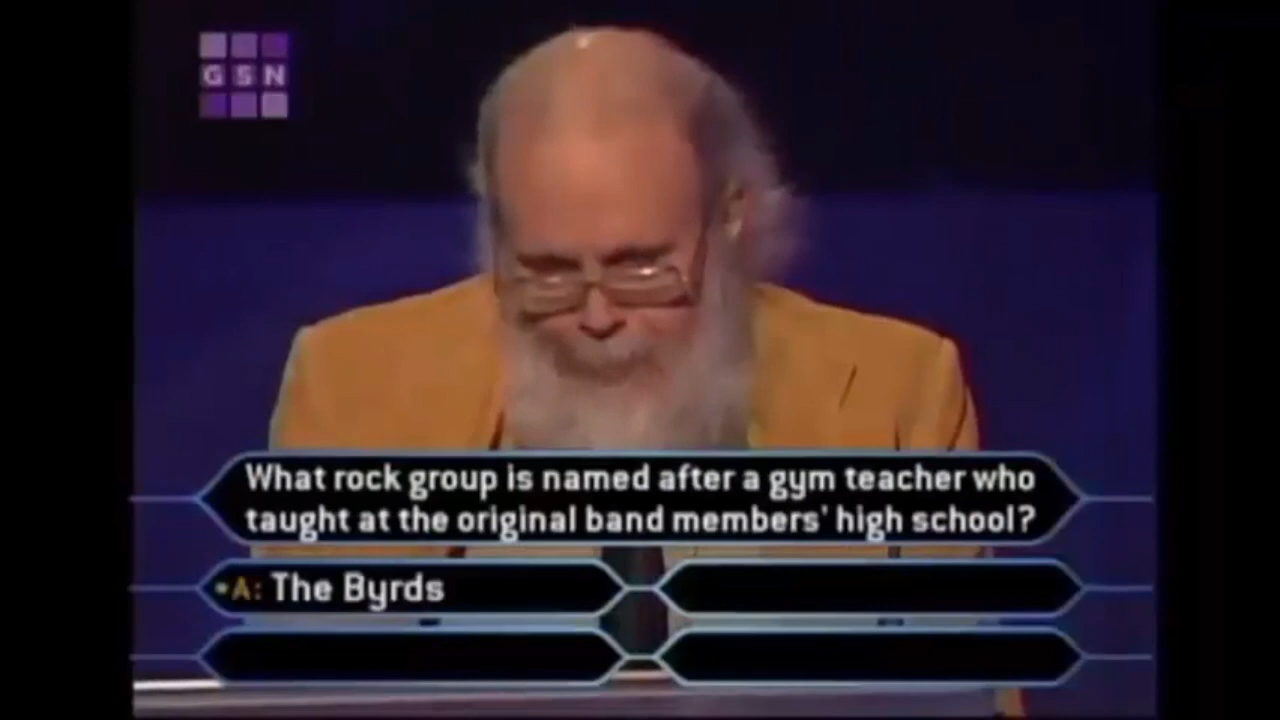 GSN
What rock group is named after a gym teacher who
taught at the original band members' high school?
A: The Byrds